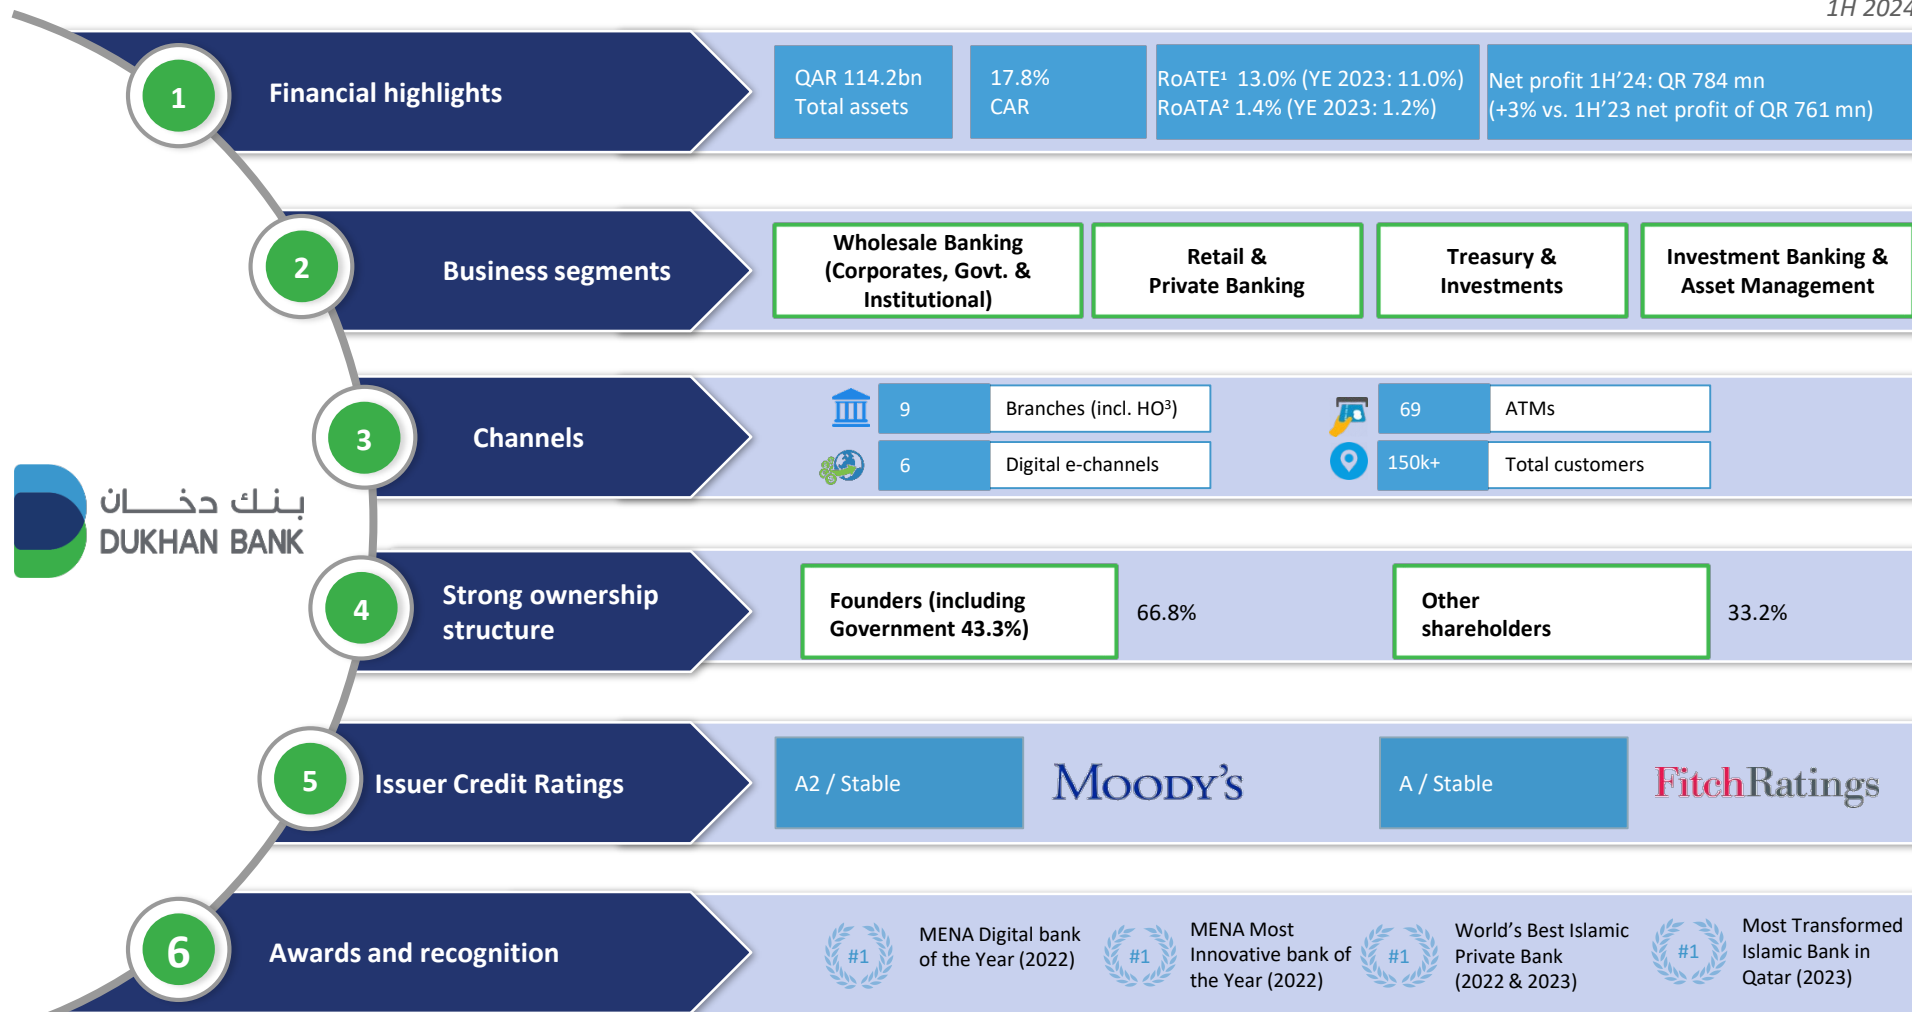 1H 2024
1
Financial highlights
QAR 114.2bn
Total assets
17.8%
CAR
RoATE¹ 13.0% (YE 2023: 11.0%)
RoATA² 1.4% (YE 2023: 1.2%)
Net profit 1H’24: QR 784 mn
(+3% vs. 1H’23 net profit of QR 761 mn)
2
Business segments
Wholesale Banking
(Corporates, Govt. &
Institutional)
Retail &
Private Banking
Treasury &
Investments
Investment Banking &
Asset Management
3
Channels
9
Branches (incl. HO³)
69
ATMs
6
Digital e-channels
150k+
Total customers
بنك دخان
DUKHAN BANK
4
Strong ownership
structure
Founders (including
Government 43.3%)
66.8%
Other
shareholders
33.2%
5
Issuer Credit Ratings
A2 / Stable
MOODY’S
A / Stable
FitchRatings
6
Awards and recognition
#1
MENA Digital bank
of the Year (2022)
#1
MENA Most
Innovative bank of
the Year (2022)
#1
World’s Best Islamic
Private Bank
(2022 & 2023)
#1
Most Transformed
Islamic Bank in
Qatar (2023)